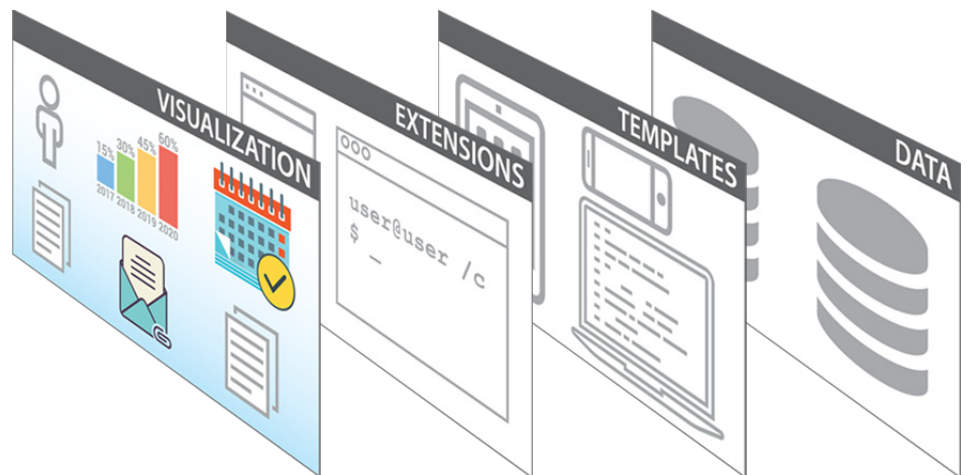 VISUALIZATION
15% 30% 45% 60%
2017 2018 2019 2020
EXTENSIONS
user@user /c
$ _
TEMPLATES
DATA